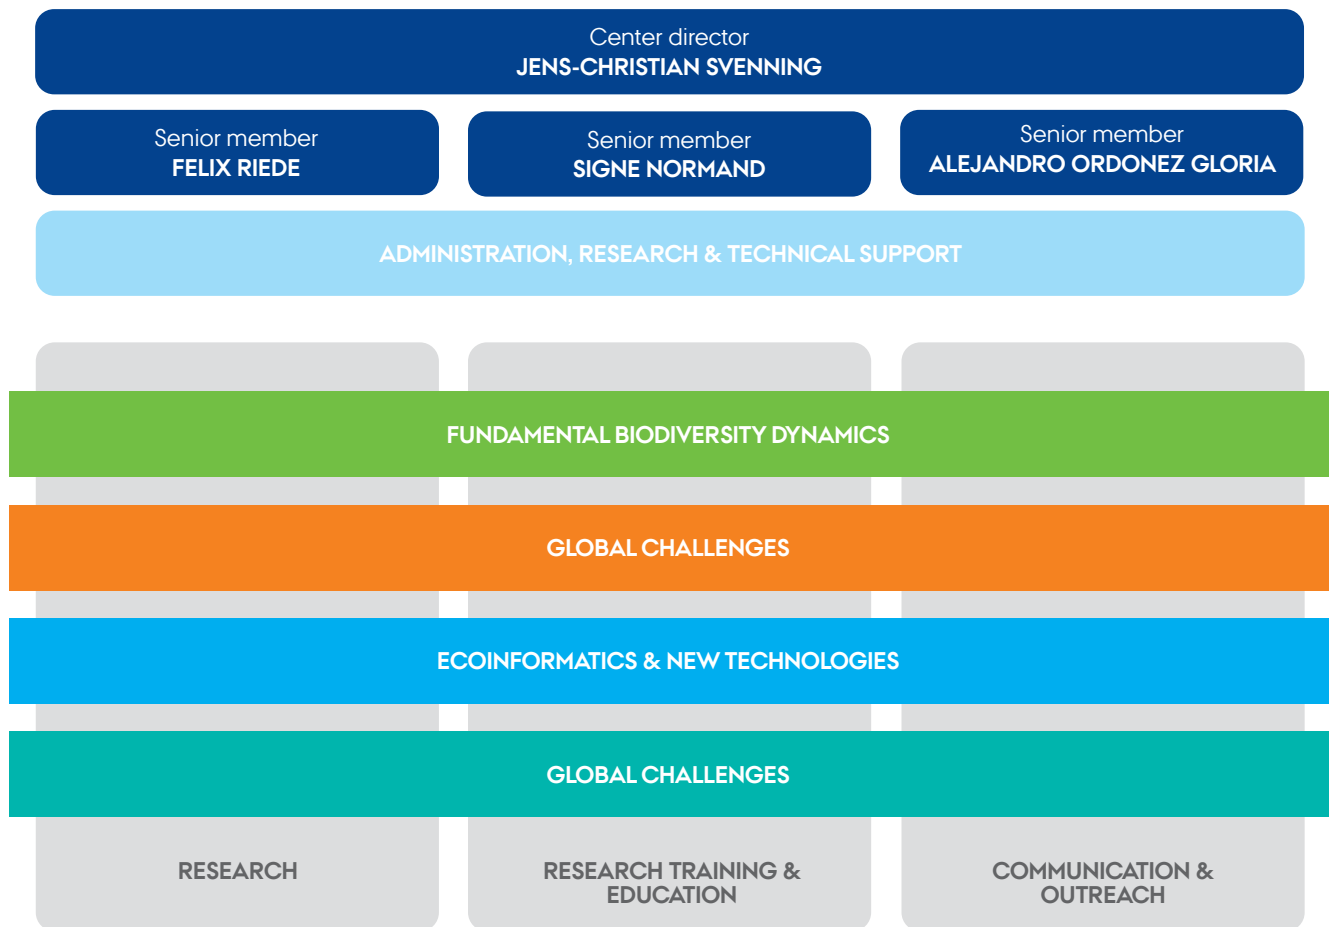 Center director
JENS-CHRISTIAN SVENNING
Senior member
FELIX RIEDE
Senior member
SIGNE NORMAND
Senior member
ALEJANDRO ORDONEZ GLORIA
ADMINISTRATION, RESEARCH & TECHNICAL SUPPORT
FUNDAMENTAL BIODIVERSITY DYNAMICS
GLOBAL CHALLENGES
ECOINFORMATICS & NEW TECHNOLOGIES
GLOBAL CHALLENGES
RESEARCH
RESEARCH TRAINING &
EDUCATION
COMMUNICATION &
OUTREACH